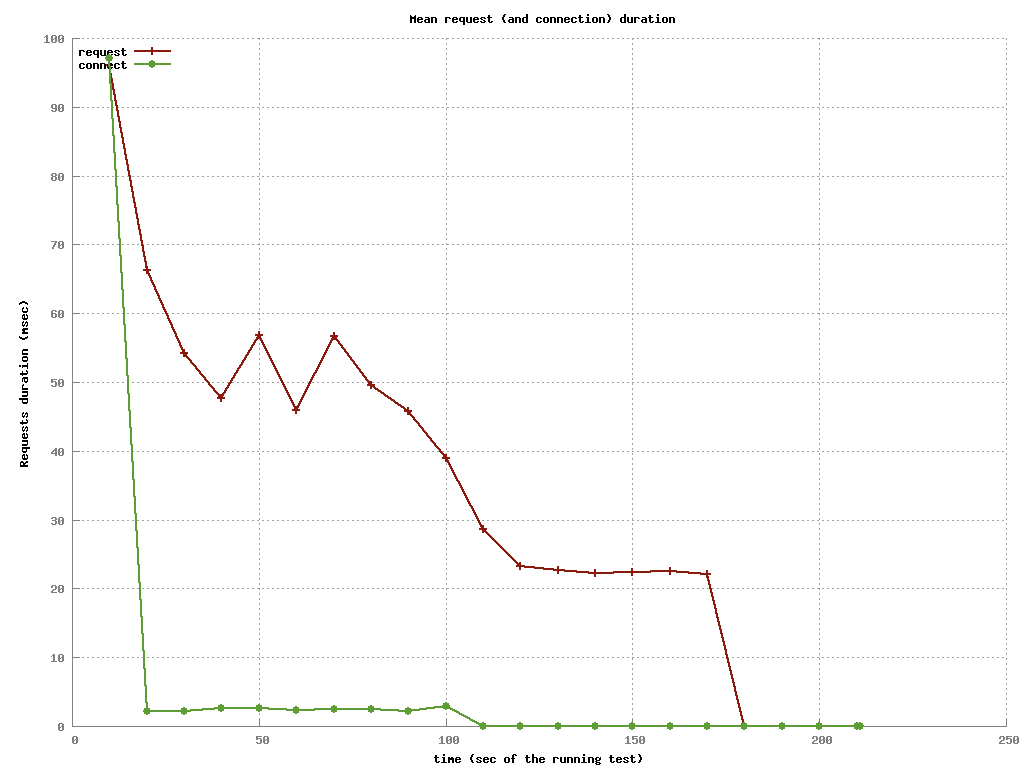 Mean request (and connection) duration
100
request
connect
90
80
70
60
50
40
30
20
10
0
Requests duration (msec)
0 50 100 150 200 250
time (sec of the running test)